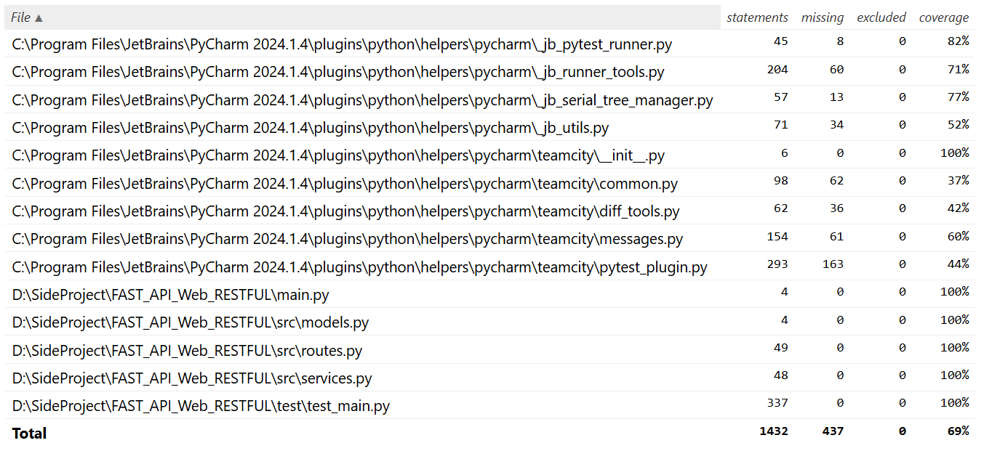 File ▲ statements missing excluded coverage
C:\Program Files\JetBrains\PyCharm 2024.1.4\plugins\python\helpers\pycharm\_jb_pytest_runner.py 45 8 0 82%
C:\Program Files\JetBrains\PyCharm 2024.1.4\plugins\python\helpers\pycharm\_jb_runner_tools.py 204 60 0 71%
C:\Program Files\JetBrains\PyCharm 2024.1.4\plugins\python\helpers\pycharm\_jb_serial_tree_manager.py 57 13 0 77%
C:\Program Files\JetBrains\PyCharm 2024.1.4\plugins\python\helpers\pycharm\_jb_utils.py 71 34 0 52%
C:\Program Files\JetBrains\PyCharm 2024.1.4\plugins\python\helpers\pycharm\teamcity\__init__.py 6 0 0 100%
C:\Program Files\JetBrains\PyCharm 2024.1.4\plugins\python\helpers\pycharm\teamcity\common.py 98 62 0 37%
C:\Program Files\JetBrains\PyCharm 2024.1.4\plugins\python\helpers\pycharm\teamcity\diff_tools.py 62 36 0 42%
C:\Program Files\JetBrains\PyCharm 2024.1.4\plugins\python\helpers\pycharm\teamcity\messages.py 154 61 0 60%
C:\Program Files\JetBrains\PyCharm 2024.1.4\plugins\python\helpers\pycharm\teamcity\pytest_plugin.py 293 163 0 44%
D:\SideProject\FAST_API_Web_RESTFUL\main.py 4 0 0 100%
D:\SideProject\FAST_API_Web_RESTFUL\src\models.py 4 0 0 100%
D:\SideProject\FAST_API_Web_RESTFUL\src\routes.py 49 0 0 100%
D:\SideProject\FAST_API_Web_RESTFUL\src\services.py 48 0 0 100%
D:\SideProject\FAST_API_Web_RESTFUL\test\test_main.py 337 0 0 100%
Total 1432 437 0 69%